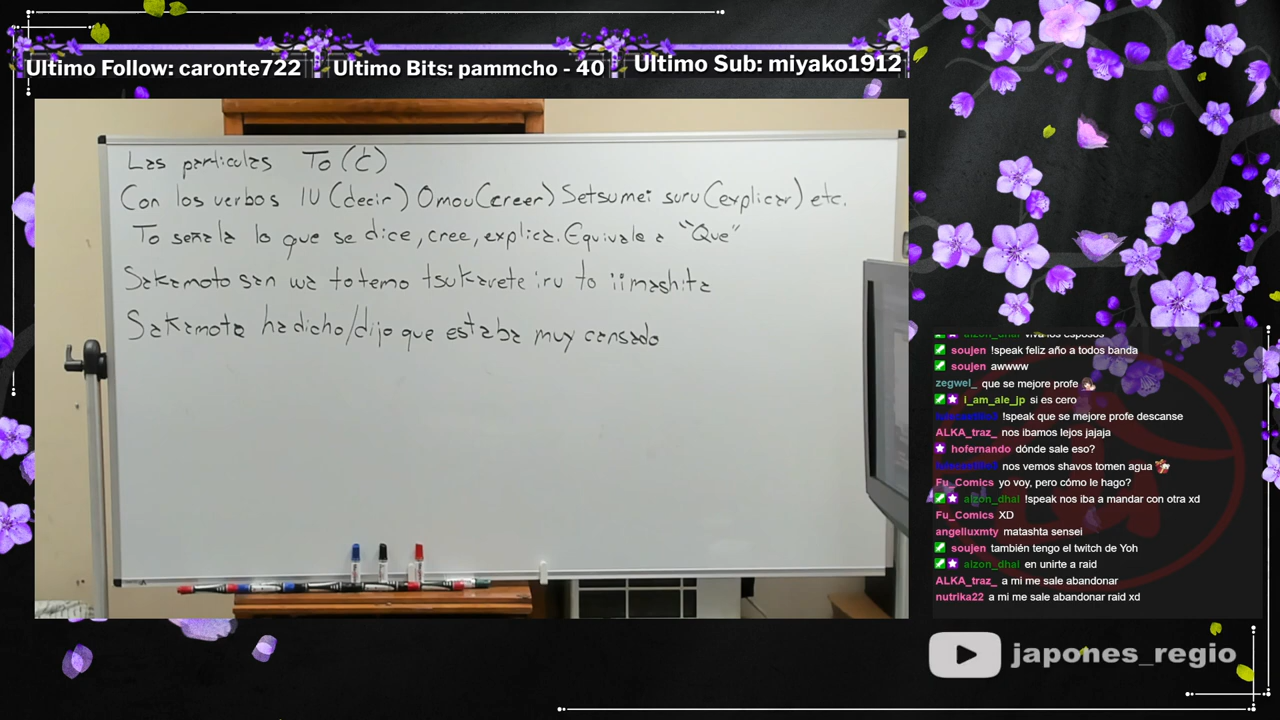 Ultimo Follow: caronte722
Ultimo Bits: pammcho - 40
Ultimo Sub: miyako1912
Las particulas To (と)
Con los verbos IU (decir) Omou (creer) Setsumei suru (explicar) etc.
To señala lo que se dice, cree, explica. Equivale a "Que"
Sakamoto san wa totemo tsukarete iru to iimashita
Sakamoto ha dicho/dijo que estaba muy cansado
soujen !speak feliz año a todos banda
soujen awwww
zegwel_ que se mejore profe
i_am_ale_jp si es cero
!speak que se mejore profe descanse
ALKA_traz_ nos ibamos lejos jajaja
hofernando dónde sale eso?
nos vemos shavos tomen agua
Fu_Comics yo voy, pero cómo le hago?
aizon_dhal !speak nos iba a mandar con otra xd
Fu_Comics XD
angelluxmty matashta sensei
soujen también tengo el twitch de Yoh
aizon_dhal en unirte a raid
ALKA_traz_ a mi me sale abandonar
nutrika22 a mi me sale abandonar raid xd
japones_regio